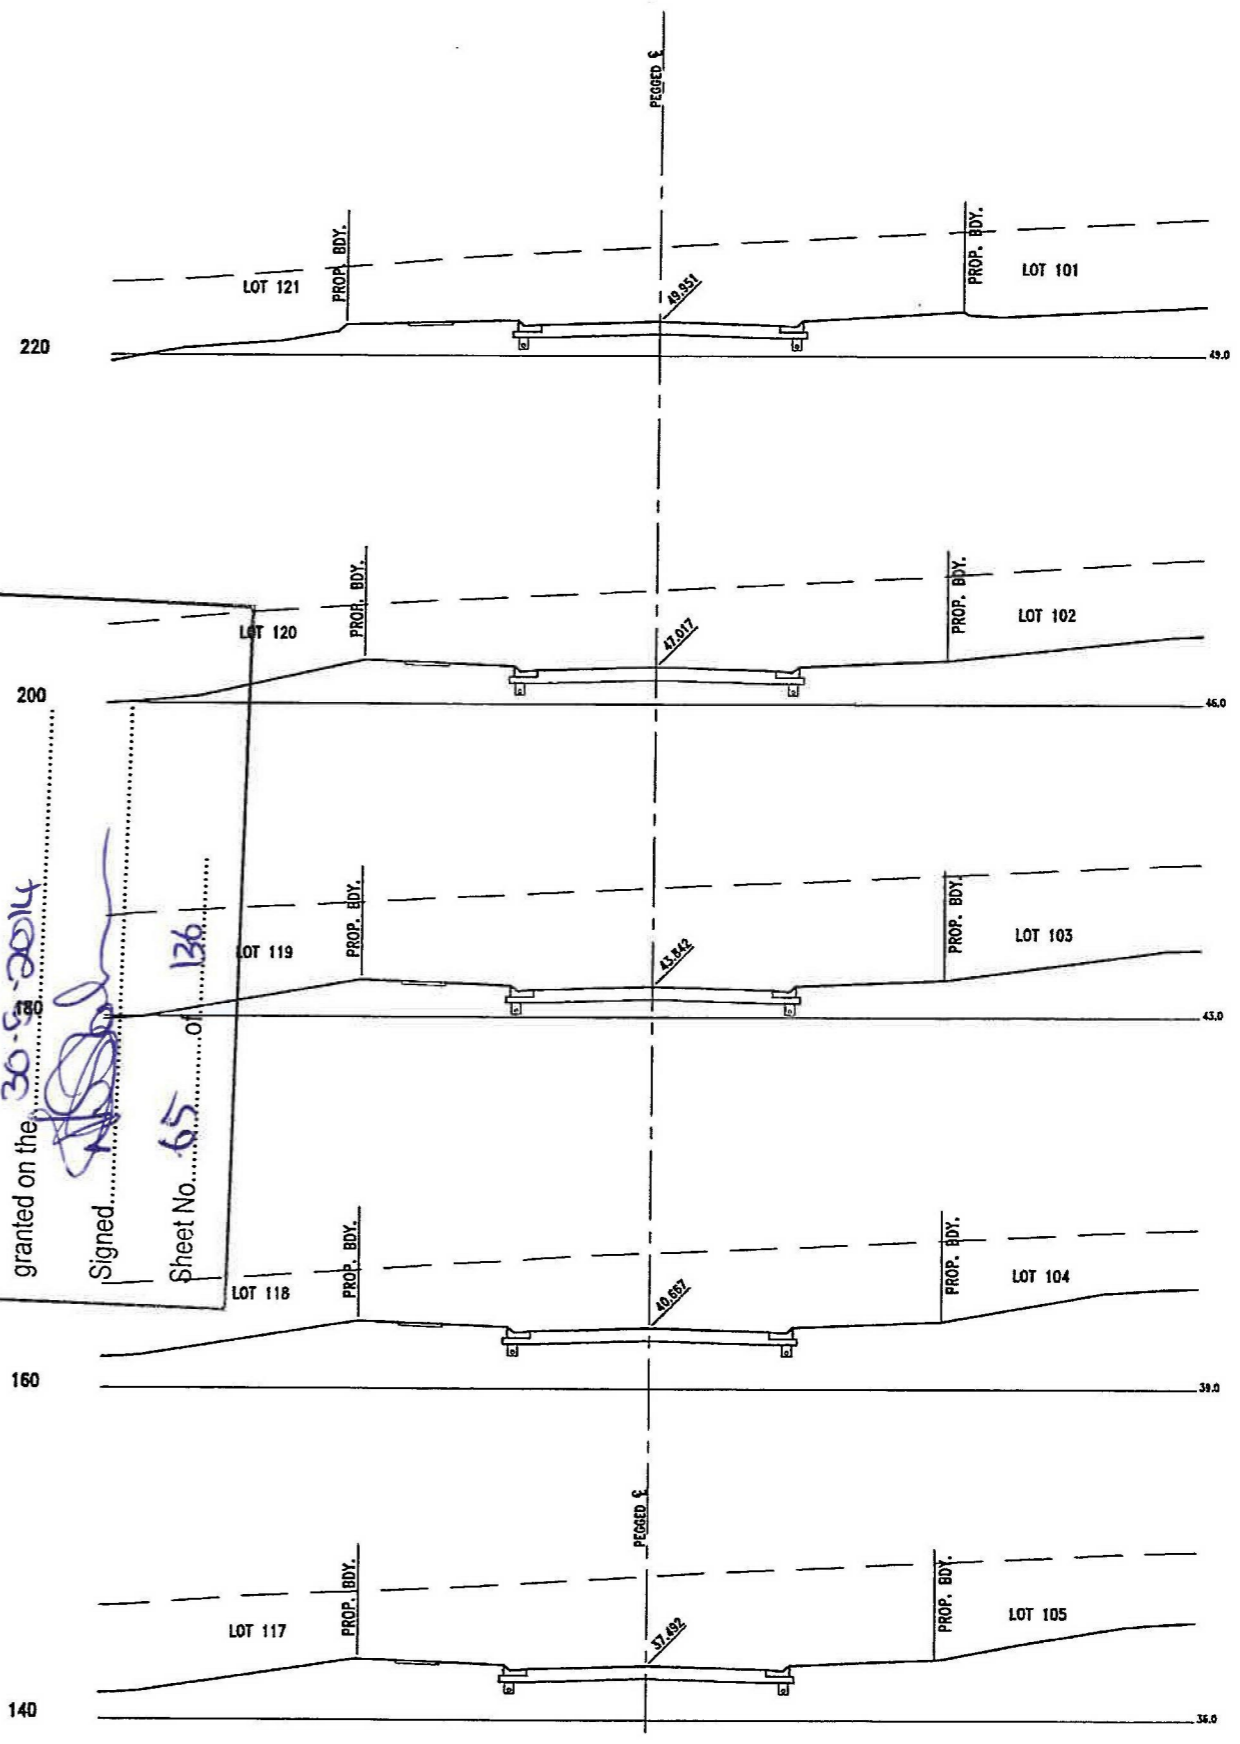 PEGGED ℄
PROP. BDY.
PROP. BDY.
LOT 121
49.951
LOT 101
220
49.0
PROP. BDY.
PROP. BDY.
LOT 120
47.017
LOT 102
200
46.0
PROP. BDY.
PROP. BDY.
LOT 119
43.842
LOT 103
180
43.0
granted on the
Signed
Sheet No. 65 of 136
PROP. BDY.
PROP. BDY.
LOT 118
40.667
LOT 104
160
39.0
PEGGED ℄
PROP. BDY.
PROP. BDY.
LOT 117
37.492
LOT 105
140
36.0